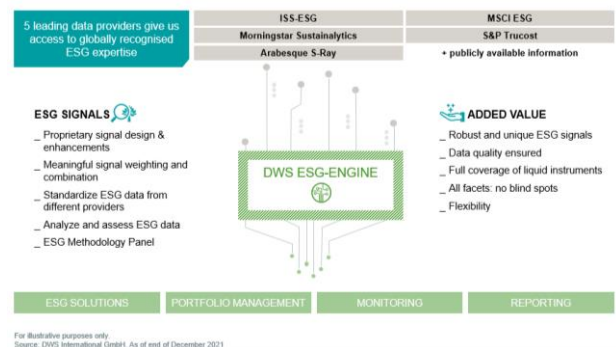 5 leading data providers give us
access to globally recognised
ESG expertise
ISS-ESG
MSCI ESG
Morningstar Sustainalytics
S&P Trucost
Arabesque S-Ray
+ publicly available information
ESG SIGNALS
_ Proprietary signal design &
enhancements
_ Meaningful signal weighting and
combination
_ Standardize ESG data from
different providers
_ Analyze and assess ESG data
_ ESG Methodology Panel
DWS ESG-ENGINE
ADDED VALUE
_ Robust and unique ESG signals
_ Data quality ensured
_ Full coverage of liquid instruments
_ All facets: no blind spots
_ Flexibility
ESG SOLUTIONS
PORTFOLIO MANAGEMENT
MONITORING
REPORTING
For illustrative purposes only.
Source: DWS International GmbH. As of end of December 2021